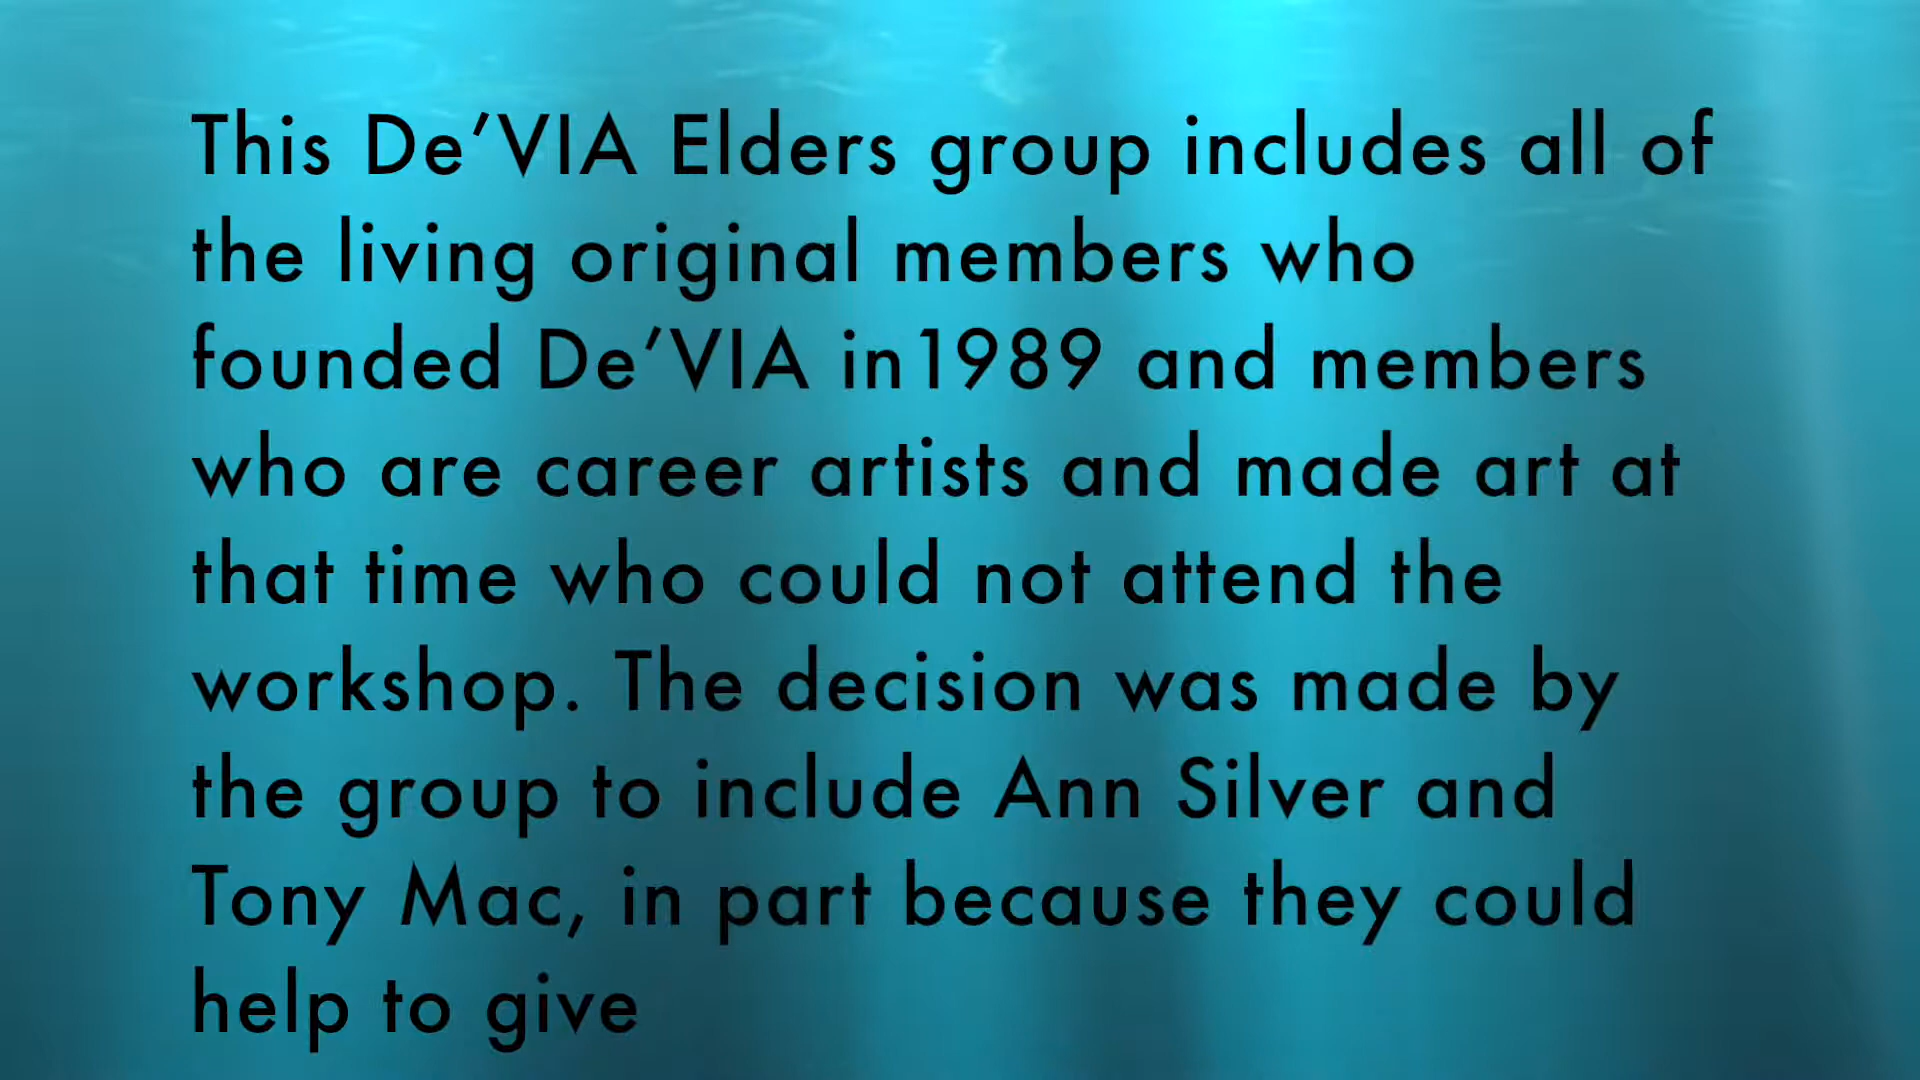 This De’VIA Elders group includes all of
the living original members who
founded De’VIA in1989 and members
who are career artists and made art at
that time who could not attend the
workshop. The decision was made by
the group to include Ann Silver and
Tony Mac, in part because they could
help to give